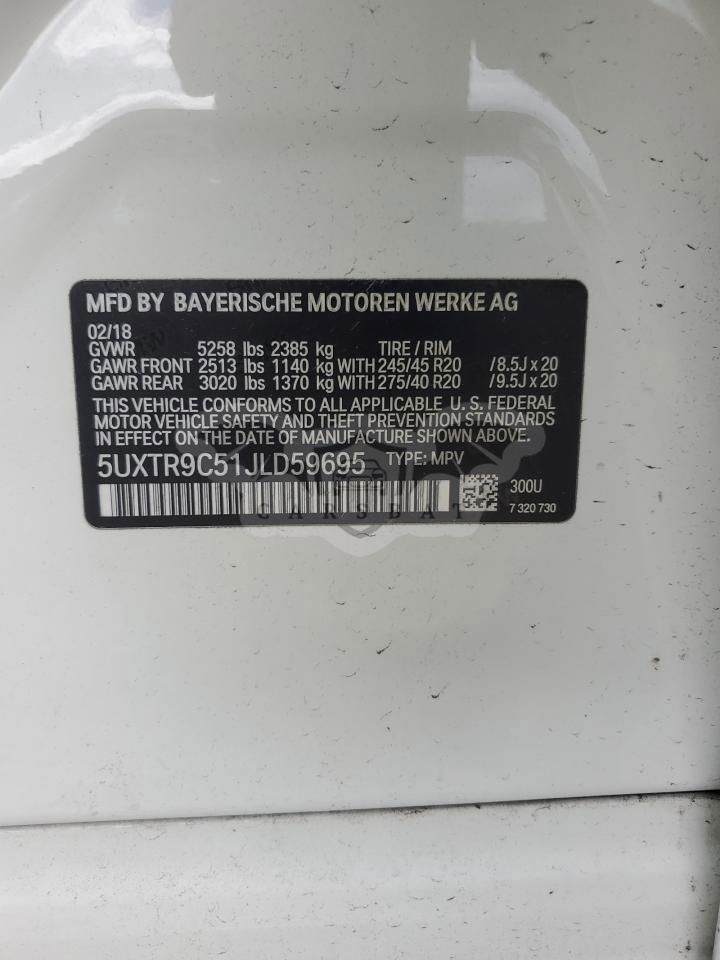 MFD BY BAYERISCHE MOTOREN WERKE AG
02/18
GVWR 5258 lbs 2385 kg TIRE / RIM
GAWR FRONT 2513 lbs 1140 kg WITH 245/45 R20 / 8.5J x 20
GAWR REAR 3020 lbs 1370 kg WITH 275/40 R20 / 9.5J x 20
THIS VEHICLE CONFORMS TO ALL APPLICABLE U. S. FEDERAL
MOTOR VEHICLE SAFETY AND THEFT PREVENTION STANDARDS
IN EFFECT ON THE DATE OF MANUFACTURE SHOWN ABOVE.
5UXTR9C51JLD59695 TYPE: MPV
300U
7 320 730
CARSBAT